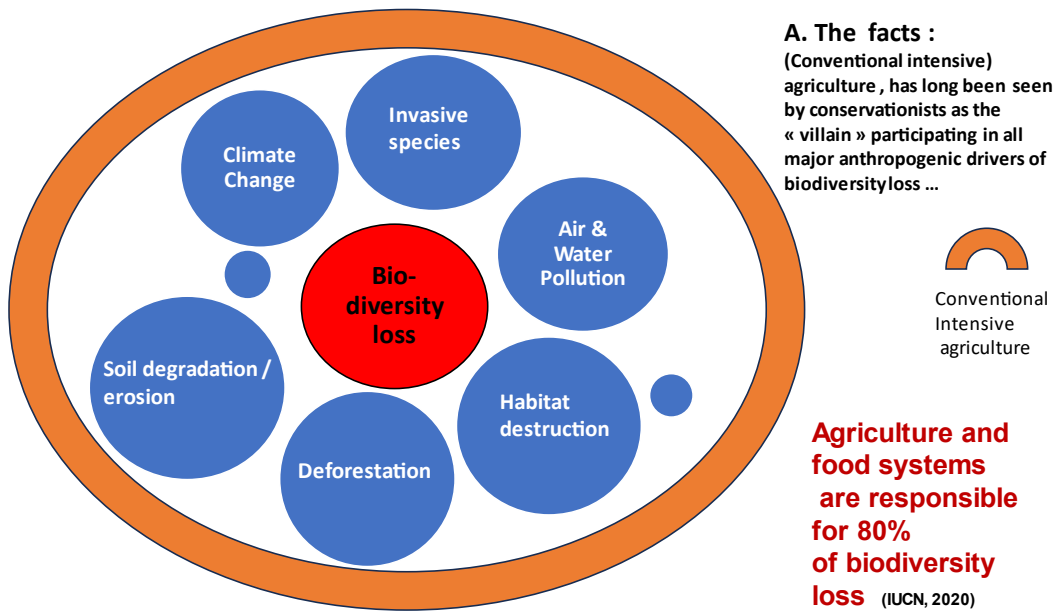 A. The facts :
(Conventional intensive)
agriculture , has long been seen
by conservationists as the
« villain » participating in all
major anthropogenic drivers of
biodiversity loss ...
Invasive
species
Climate
Change
Air &
Water
Pollution
Bio-
diversity
loss
Soil degradation /
erosion
Habitat
destruction
Deforestation
Conventional
Intensive
agriculture
Agriculture and
food systems
are responsible
for 80%
of biodiversity
loss (IUCN, 2020)